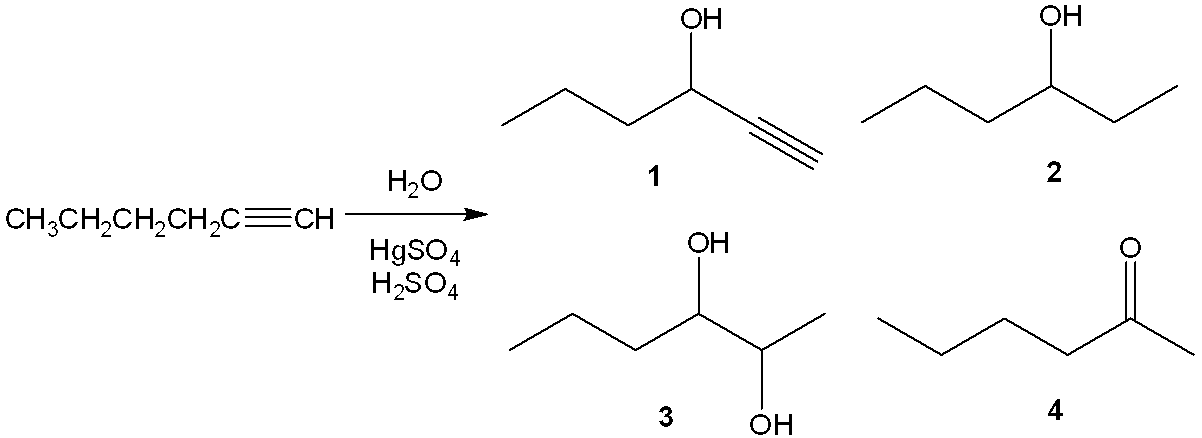 CH₃CH₂CH₂CH₂C CH
H₂O
HgSO₄
H₂SO₄
OH
1
OH
2
OH
OH
3
O
4